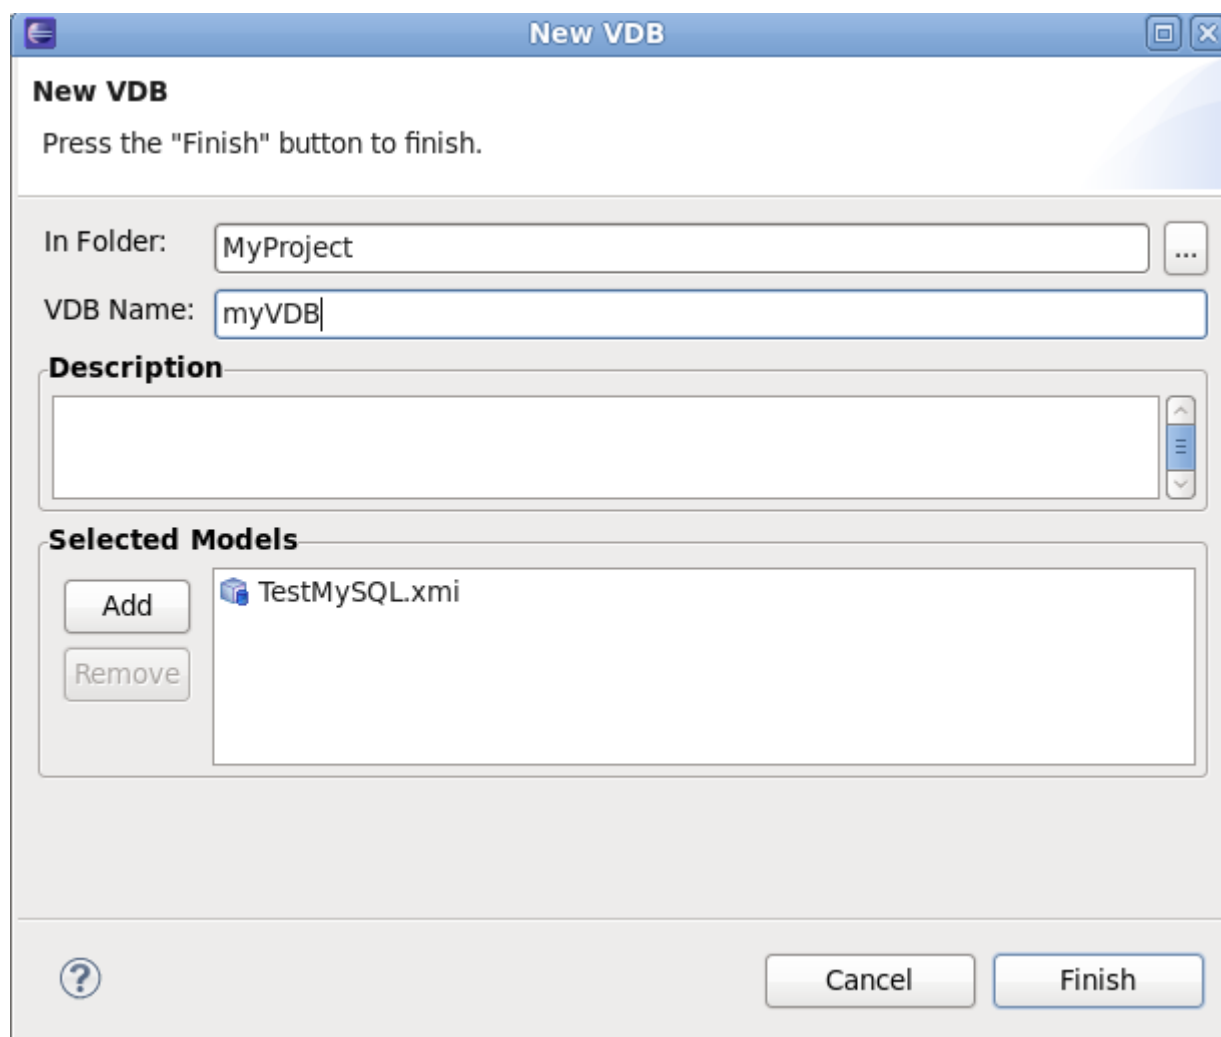 New VDB
New VDB
Press the "Finish" button to finish.
In Folder: MyProject ...
VDB Name: myVDB
Description
Selected Models
Add TestMySQL.xmi
Remove
? Cancel Finish